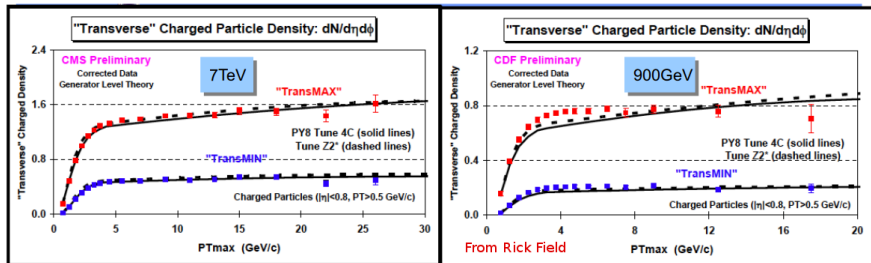 "Transverse" Charged Particle Density: dN/dηdφ
2.4
1.6
0.8
0.0
"Transverse" Charged Density
CMS Preliminary
Corrected Data
Generator Level Theory
7TeV
"TransMAX"
PY8 Tune 4C (solid lines)
Tune Z2* (dashed lines)
"TransMIN"
Charged Particles (|η|<0.8, PT>0.5 GeV/c)
0 5 10 15 20 25 30
PTmax (GeV/c)
"Transverse" Charged Particle Density: dN/dηdφ
1.2
0.8
0.4
0.0
"Transverse" Charged Density
CDF Preliminary
Corrected Data
Generator Level Theory
900GeV
"TransMAX"
PY8 Tune 4C (solid lines)
Tune Z2* (dashed lines)
"TransMIN"
Charged Particles (|η|<0.8, PT>0.5 GeV/c)
0 4 8 12 16 20
PTmax (GeV/c)
From Rick Field